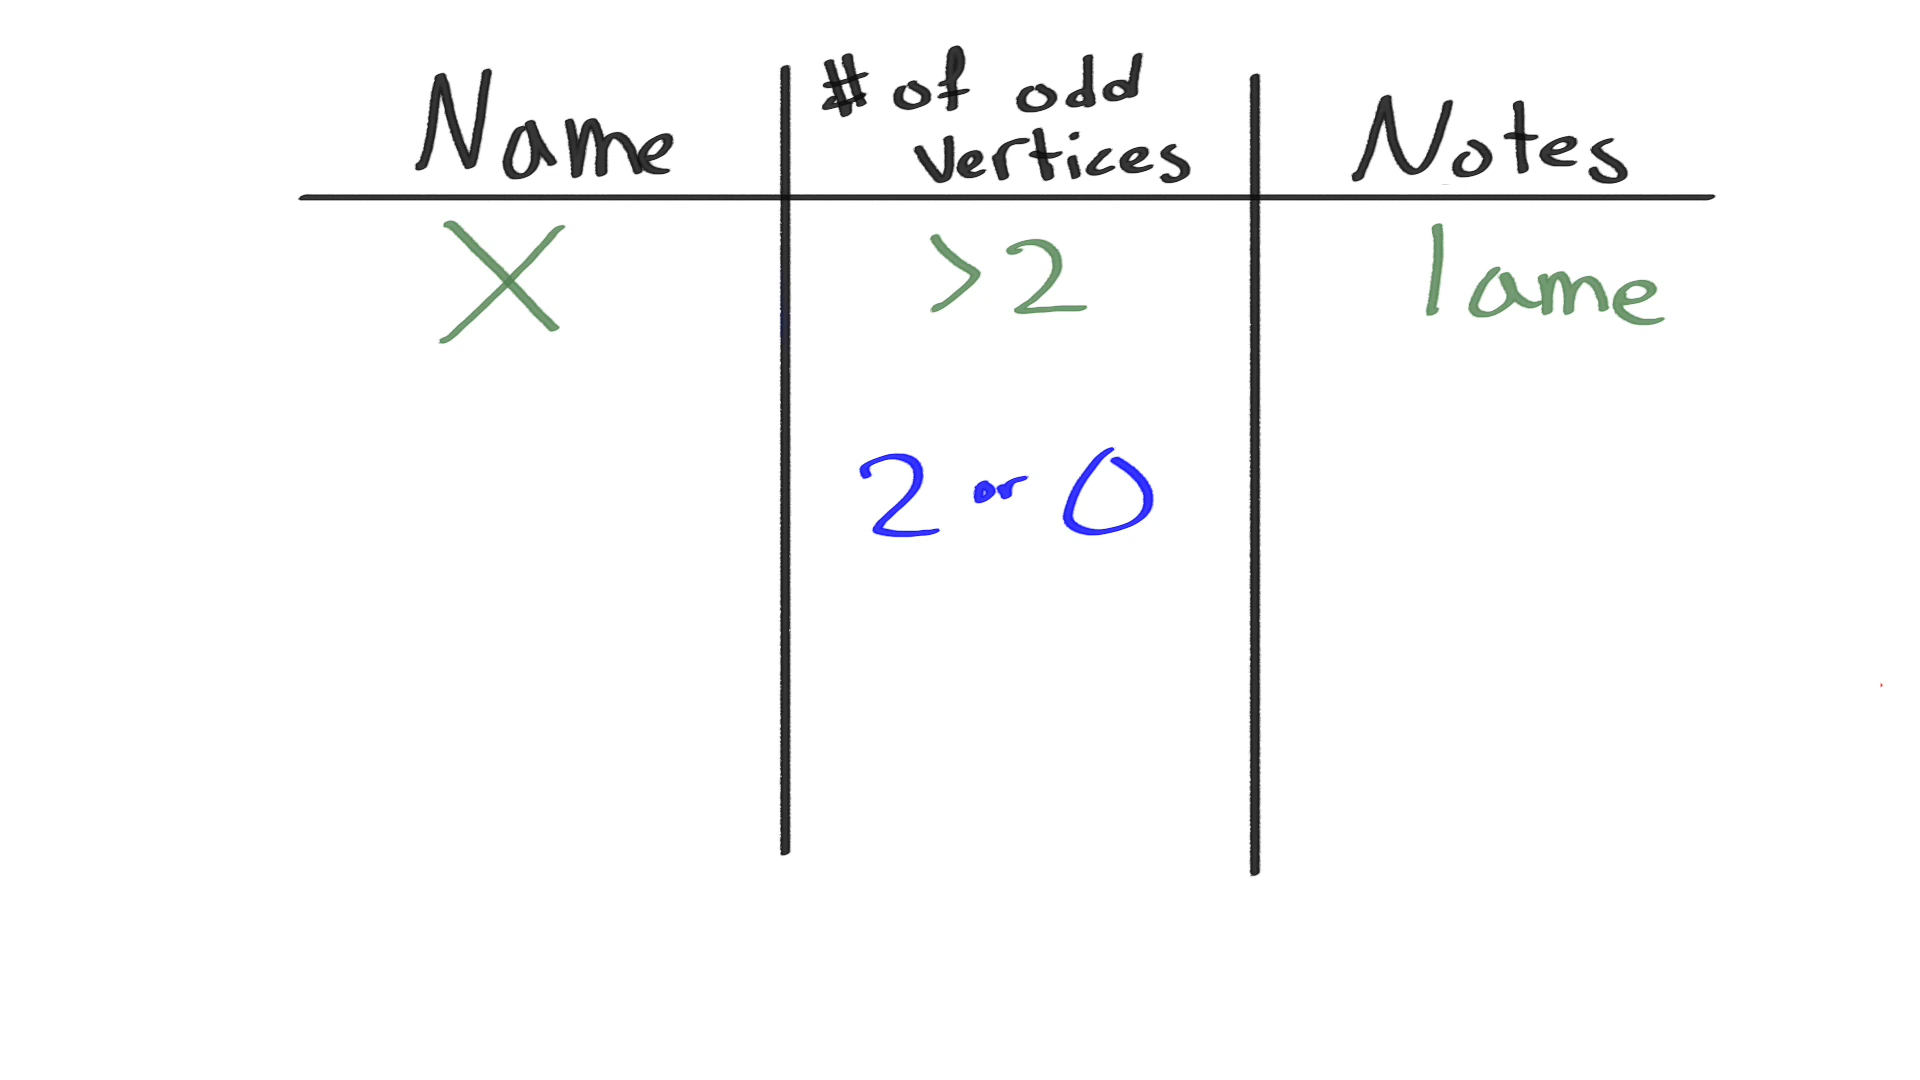 Name
# of odd
vertices
Notes
X
>2
lame
2 or 0